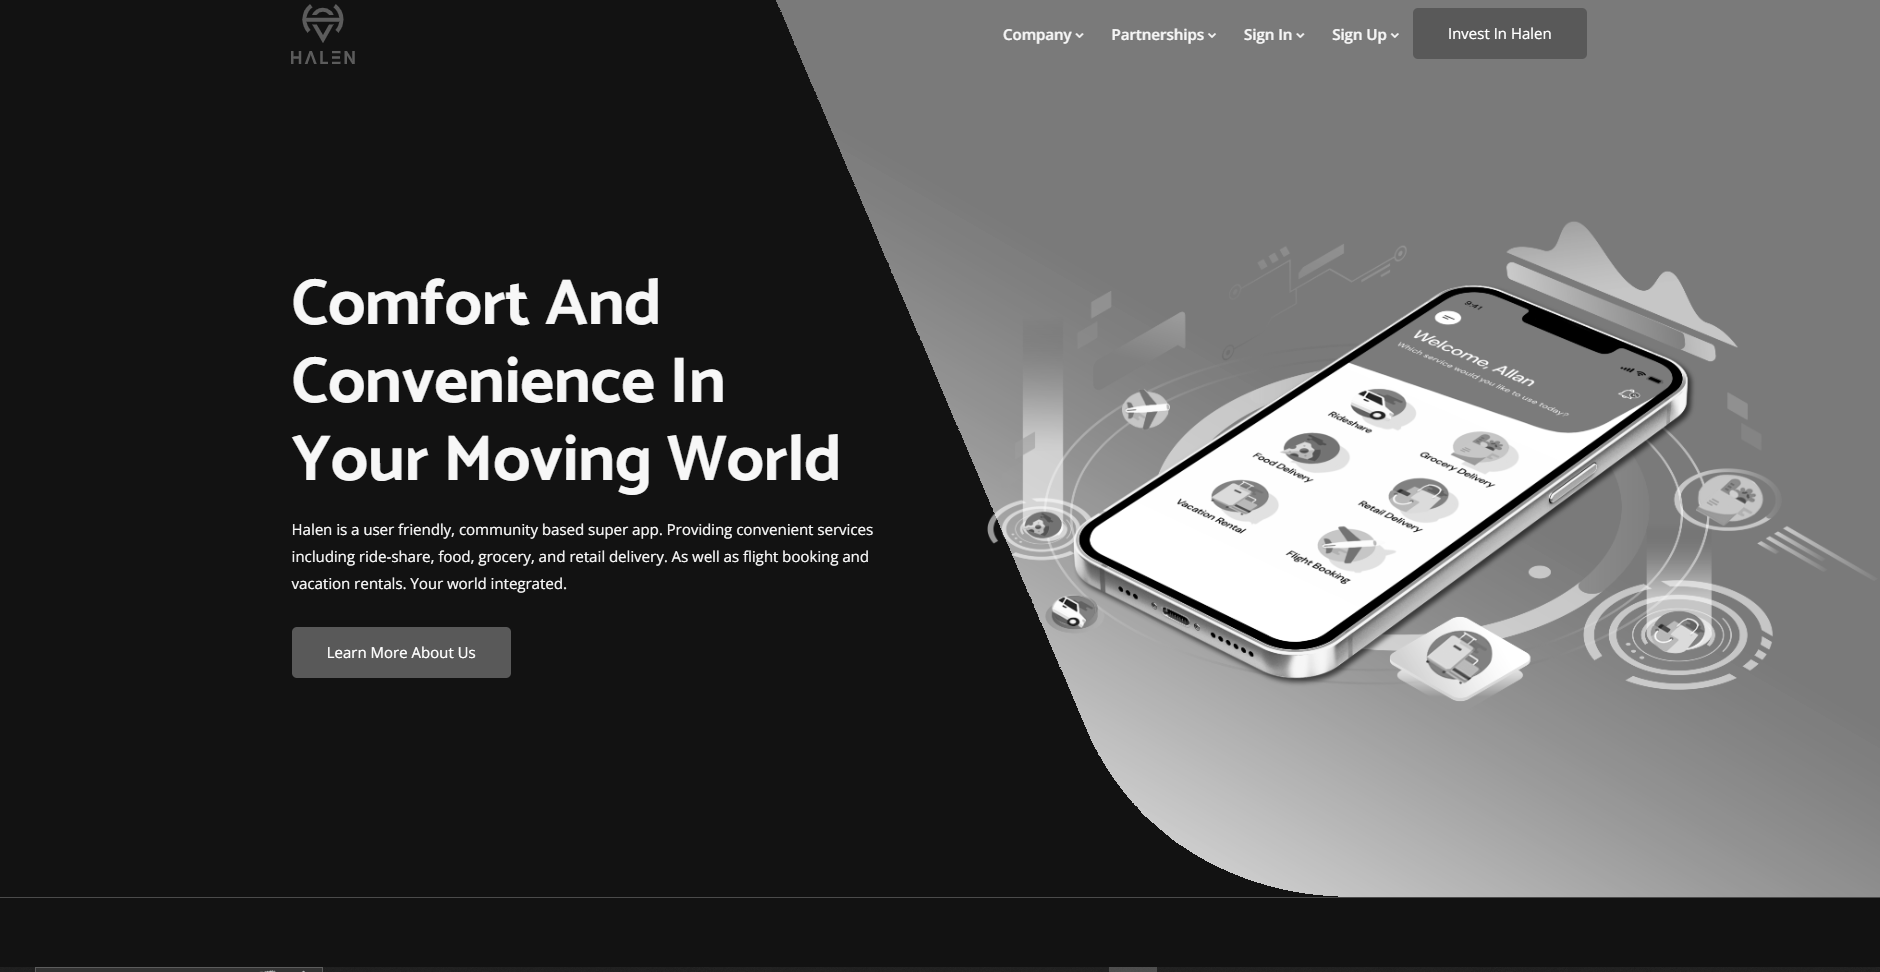 HALEN
Company
Partnerships
Sign In
Sign Up
Invest In Halen
Comfort And
Convenience In
Your Moving World
Halen is a user friendly, community based super app. Providing convenient services
including ride-share, food, grocery, and retail delivery. As well as flight booking and
vacation rentals. Your world integrated.
Learn More About Us
9:41
Welcome, Allan
Which service would you like to use today?
Rideshare
Grocery Delivery
Food Delivery
Retail Delivery
Vacation Rental
Flight Booking